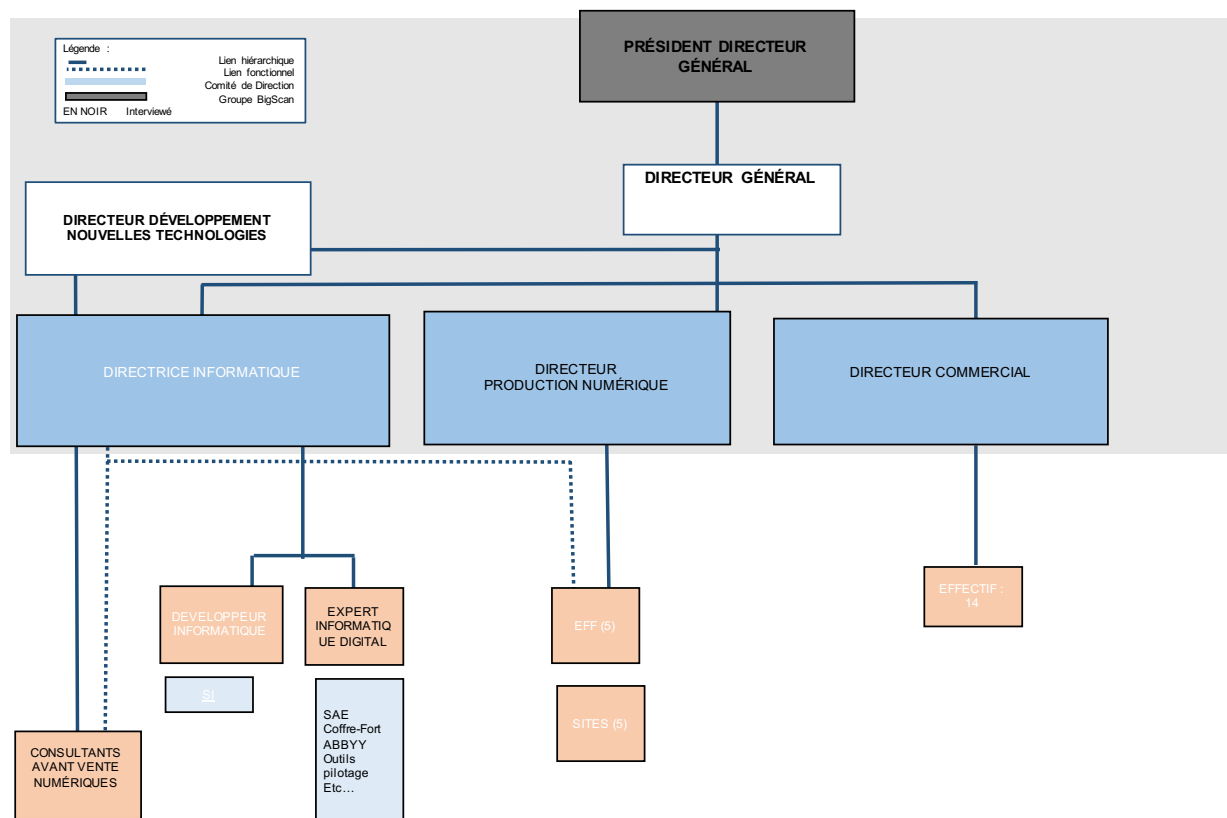 PRÉSIDENT DIRECTEUR
GÉNÉRAL
Légende :
Lien hiérarchique
Lien fonctionnel
Comité de Direction
Groupe BigScan
EN NOIR Interviewé
DIRECTEUR GÉNÉRAL
DIRECTEUR DÉVELOPPEMENT
NOUVELLES TECHNOLOGIES
DIRECTRICE INFORMATIQUE
DIRECTEUR
PRODUCTION NUMÉRIQUE
DIRECTEUR COMMERCIAL
DEVELOPPEUR
INFORMATIQUE
EXPERT
INFORMATIQ
UE DIGITAL
EFF (5)
EFFECTIF :
14
SI
SAE
Coffre-Fort
ABBYY
Outils
pilotage
Etc…
SITES (5)
CONSULTANTS
AVANT VENTE
NUMÉRIQUES